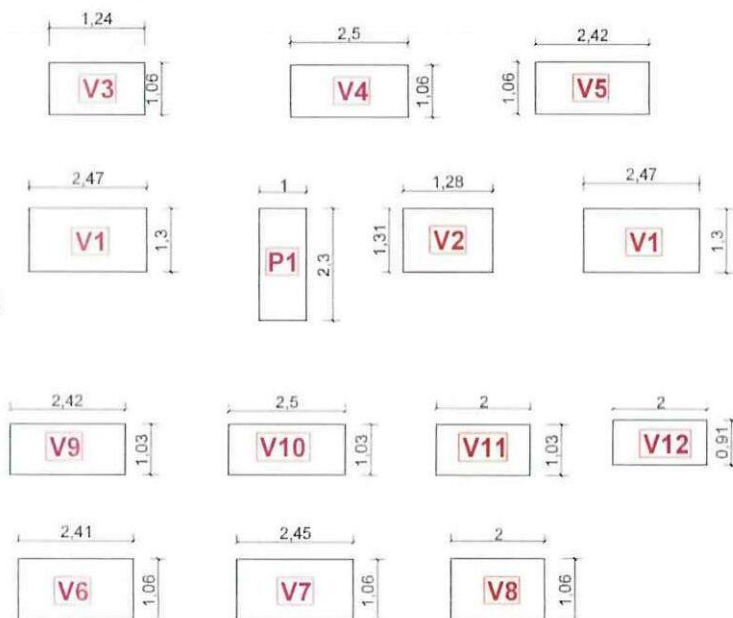 1,24 2,5 2,42
V3 1,06 V4 1,06 1,06 V5
2,47 1 1,28 2,47
V1 1,3 P1 2,3 1,31 V2 V1 1,3
2,42 2,5 2 2
V9 1,03 V10 1,03 V11 1,03 V12 0,91
2,41 2,45 2
V6 1,06 V7 1,06 V8 1,06